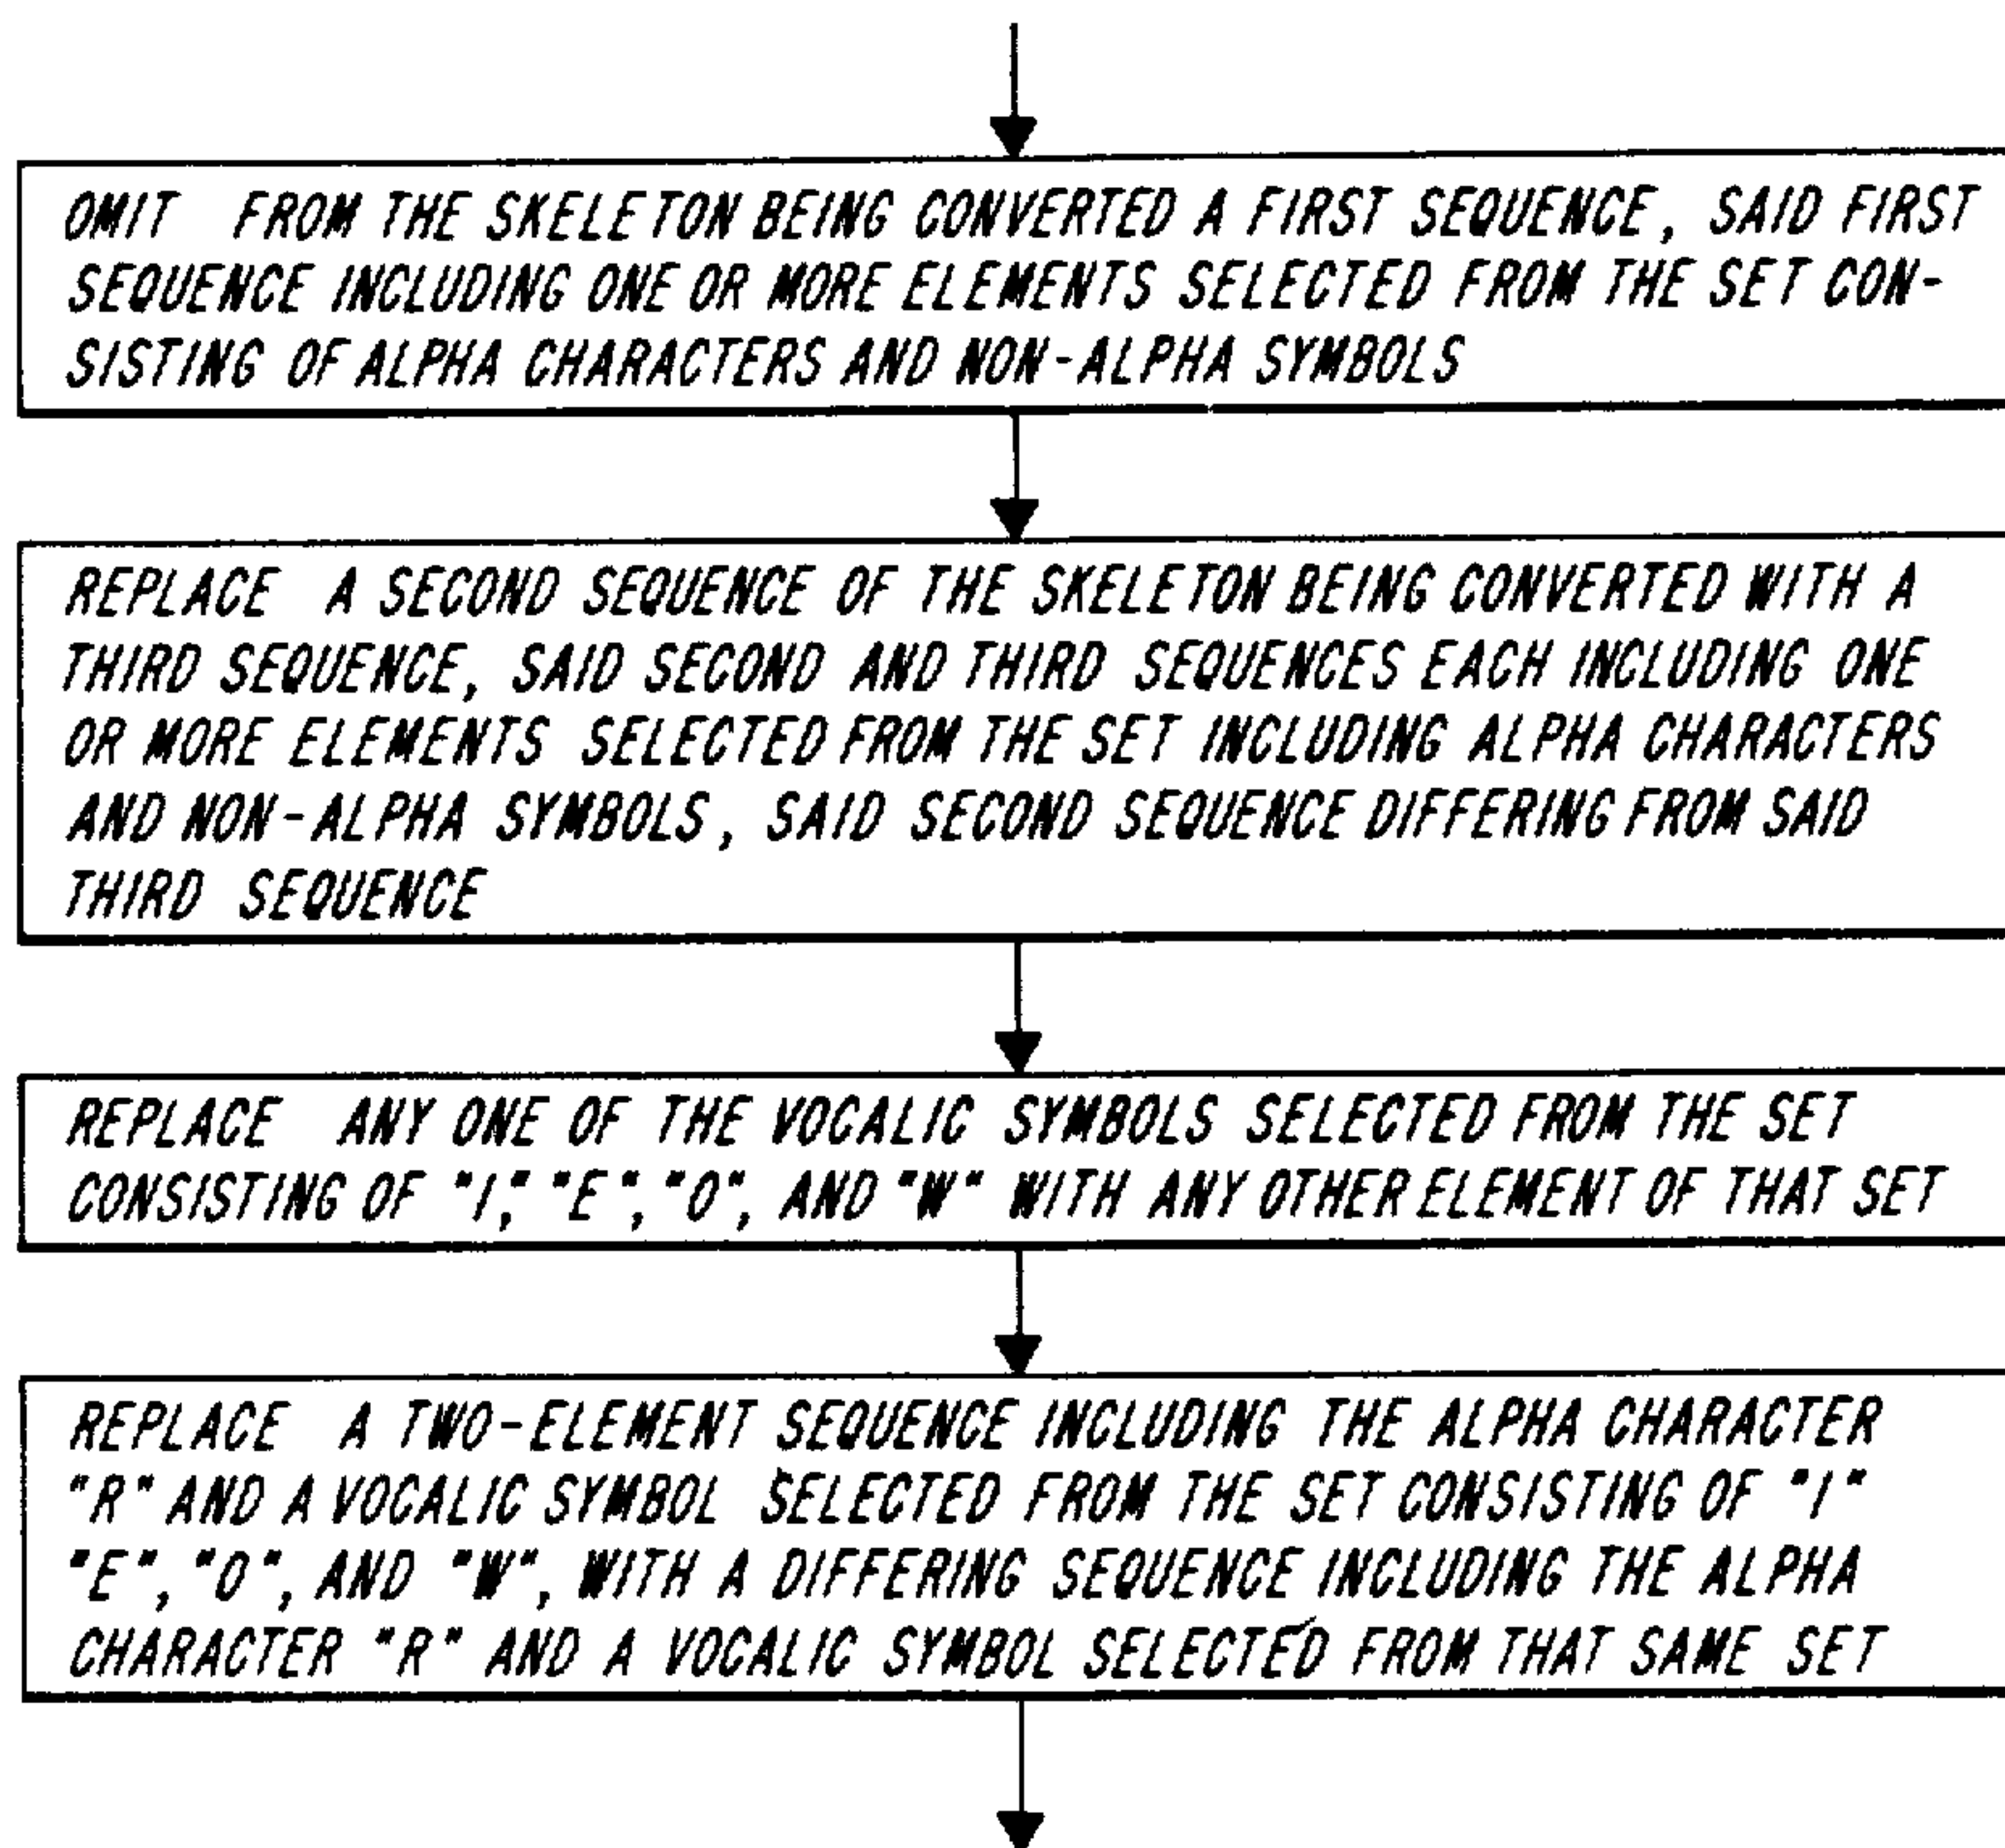 OMIT FROM THE SKELETON BEING CONVERTED A FIRST SEQUENCE, SAID FIRST
SEQUENCE INCLUDING ONE OR MORE ELEMENTS SELECTED FROM THE SET CON-
SISTING OF ALPHA CHARACTERS AND NON-ALPHA SYMBOLS
REPLACE A SECOND SEQUENCE OF THE SKELETON BEING CONVERTED WITH A
THIRD SEQUENCE, SAID SECOND AND THIRD SEQUENCES EACH INCLUDING ONE
OR MORE ELEMENTS SELECTED FROM THE SET INCLUDING ALPHA CHARACTERS
AND NON-ALPHA SYMBOLS, SAID SECOND SEQUENCE DIFFERING FROM SAID
THIRD SEQUENCE
REPLACE ANY ONE OF THE VOCALIC SYMBOLS SELECTED FROM THE SET
CONSISTING OF "I," "E", "O", AND "W" WITH ANY OTHER ELEMENT OF THAT SET
REPLACE A TWO-ELEMENT SEQUENCE INCLUDING THE ALPHA CHARACTER
"R" AND A VOCALIC SYMBOL SELECTED FROM THE SET CONSISTING OF "I"
"E", "O", AND "W", WITH A DIFFERING SEQUENCE INCLUDING THE ALPHA
CHARACTER "R" AND A VOCALIC SYMBOL SELECTED FROM THAT SAME SET